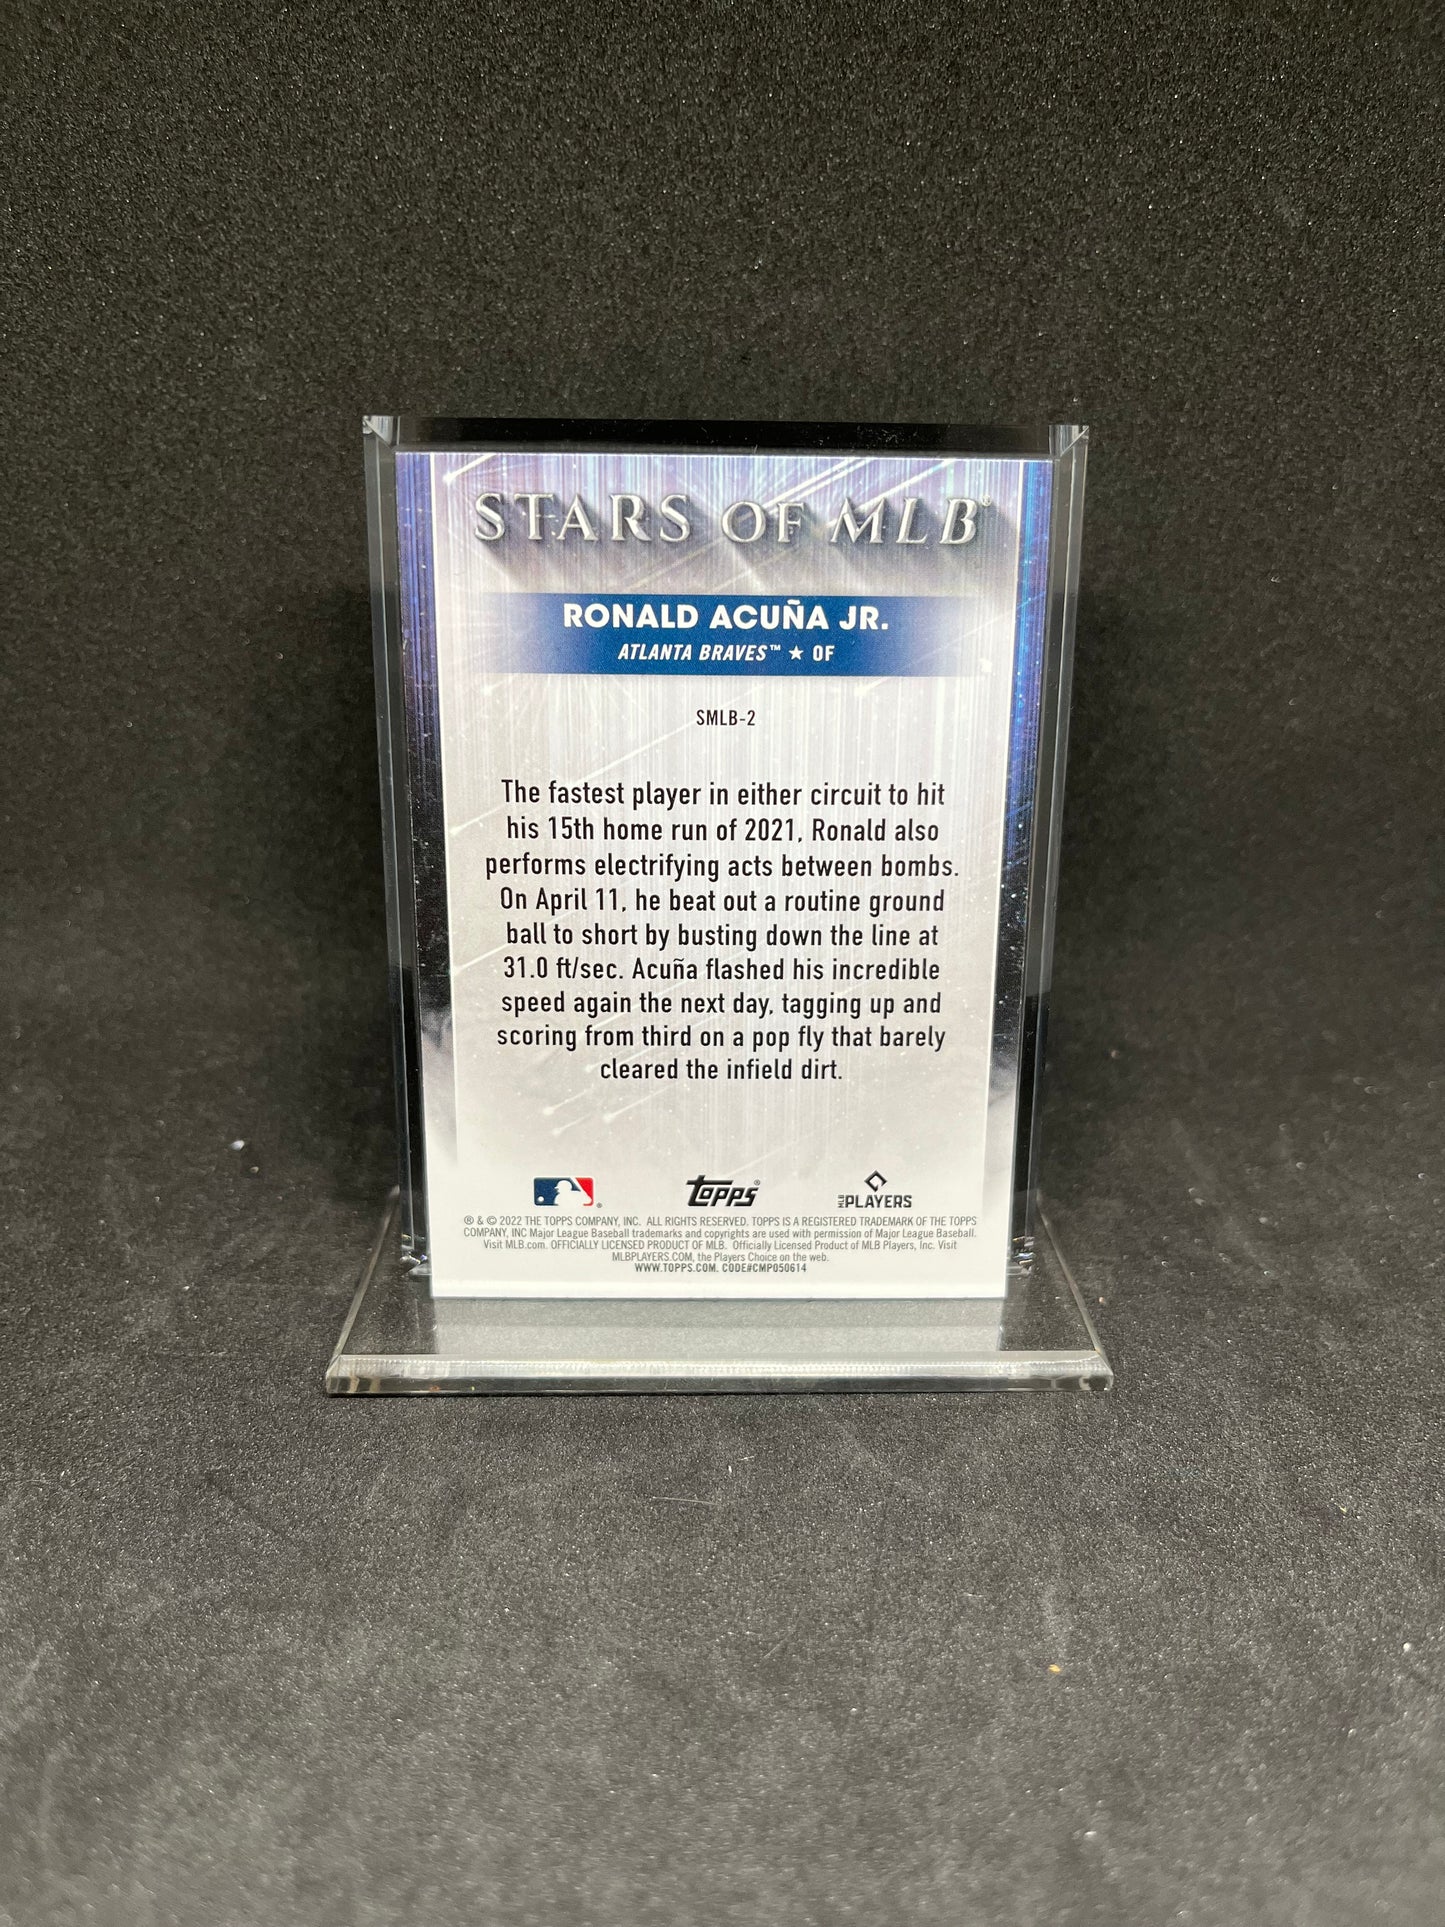 STARS OF MLB®
RONALD ACUÑA JR.
ATLANTA BRAVES™ ★ OF
SMLB-2
The fastest player in either circuit to hit
his 15th home run of 2021, Ronald also
performs electrifying acts between bombs.
On April 11, he beat out a routine ground
ball to short by busting down the line at
31.0 ft/sec. Acuña flashed his incredible
speed again the next day, tagging up and
scoring from third on a pop fly that barely
cleared the infield dirt.
topps®
MLB PLAYERS
® & © 2022 THE TOPPS COMPANY, INC. ALL RIGHTS RESERVED. TOPPS IS A REGISTERED TRADEMARK OF THE TOPPS
COMPANY, INC Major League Baseball trademarks and copyrights are used with permission of Major League Baseball.
Visit MLB.com. OFFICIALLY LICENSED PRODUCT OF MLB. Officially Licensed Product of MLB Players, Inc. Visit
MLBPLAYERS.COM, the Players Choice on the web.
WWW.TOPPS.COM. CODE#CMP050614